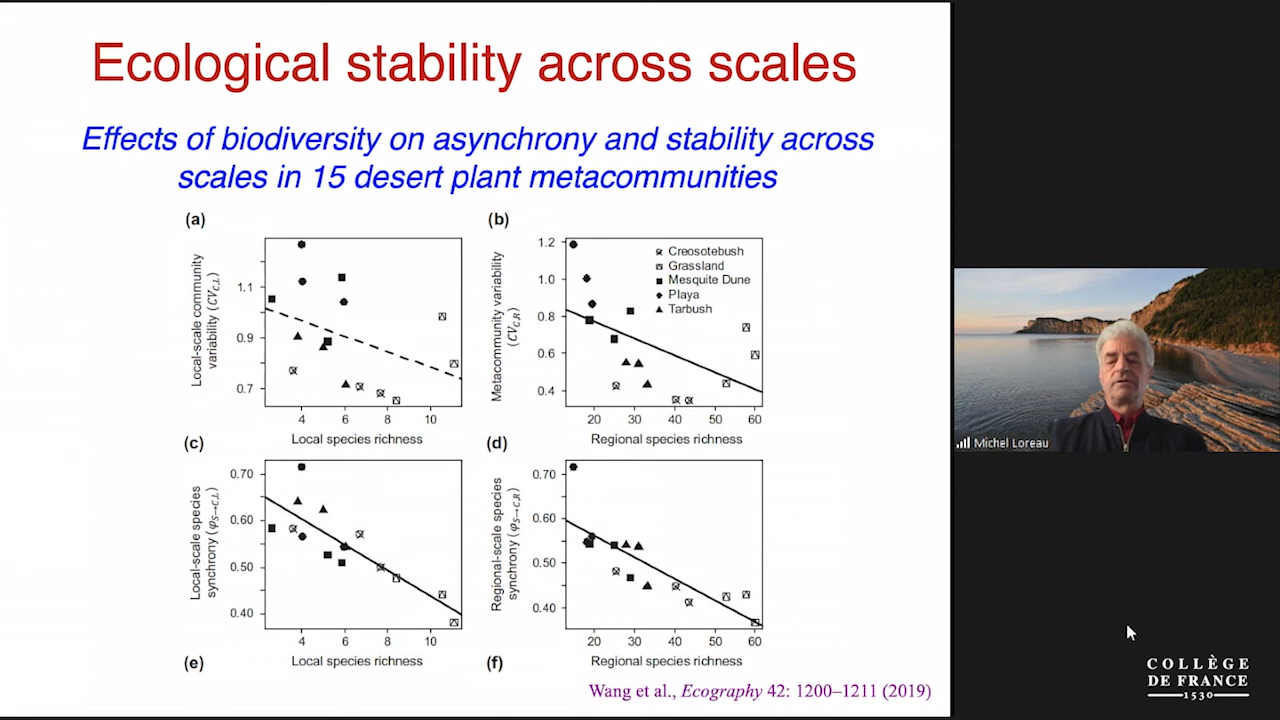 Ecological stability across scales
Effects of biodiversity on asynchrony and stability across
scales in 15 desert plant metacommunities
(a)
Local-scale community
variability (CV_C,L)
1.1
0.9
0.7
4 6 8 10
Local species richness
(b)
Metacommunity variability
(CV_C,R)
1.2
1.0
0.8
0.6
0.4
Creosotebush
Grassland
Mesquite Dune
Playa
Tarbush
20 30 40 50 60
Regional species richness
(c)
Local-scale species
synchrony (φ_S→C,L)
0.70
0.60
0.50
0.40
4 6 8 10
Local species richness
(d)
Regional-scale species
synchrony (φ_S→C,R)
0.70
0.60
0.50
0.40
20 30 40 50 60
Regional species richness
(e)
(f)
Wang et al., Ecography 42: 1200–1211 (2019)
Michel Loreau
COLLÈGE
DE FRANCE
1530